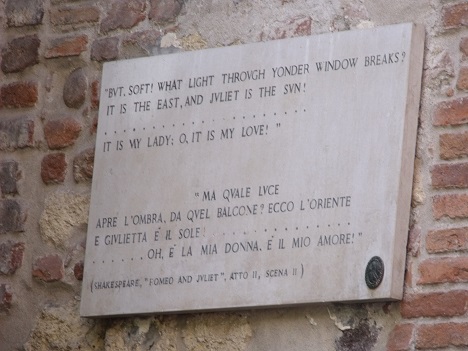 "BVT, SOFT! WHAT LIGHT THROVGH YONDER WINDOW BREAKS?
IT IS THE EAST, AND JVLIET IS THE SVN!
. . . . . . . . . . . . . . . . . . . .
IT IS MY LADY; O, IT IS MY LOVE! "
"MA QVALE LVCE
APRE L'OMBRA, DA QVEL BALCONE? ECCO L'ORIENTE
E GIVLIETTA È IL SOLE! . . . . . . . . . . . . . . .
. . . . . . . OH, È LA MIA DONNA, È IL MIO AMORE!"
(SHAKESPEARE, "ROMEO AND JVLIET", ATTO II, SCENA II)